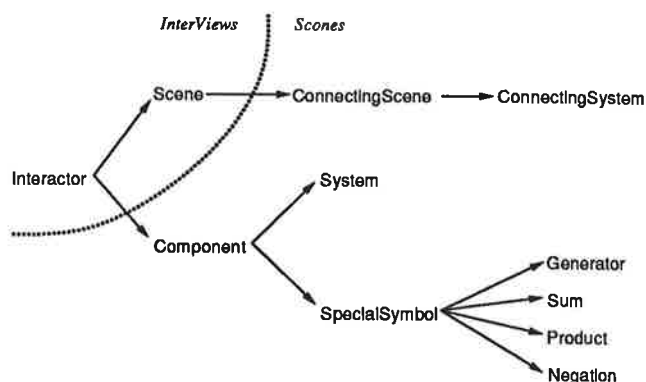 InterViews Scones
Scene ConnectingScene ConnectingSystem
Interactor System
Component
Generator
SpecialSymbol Sum
Product
Negation